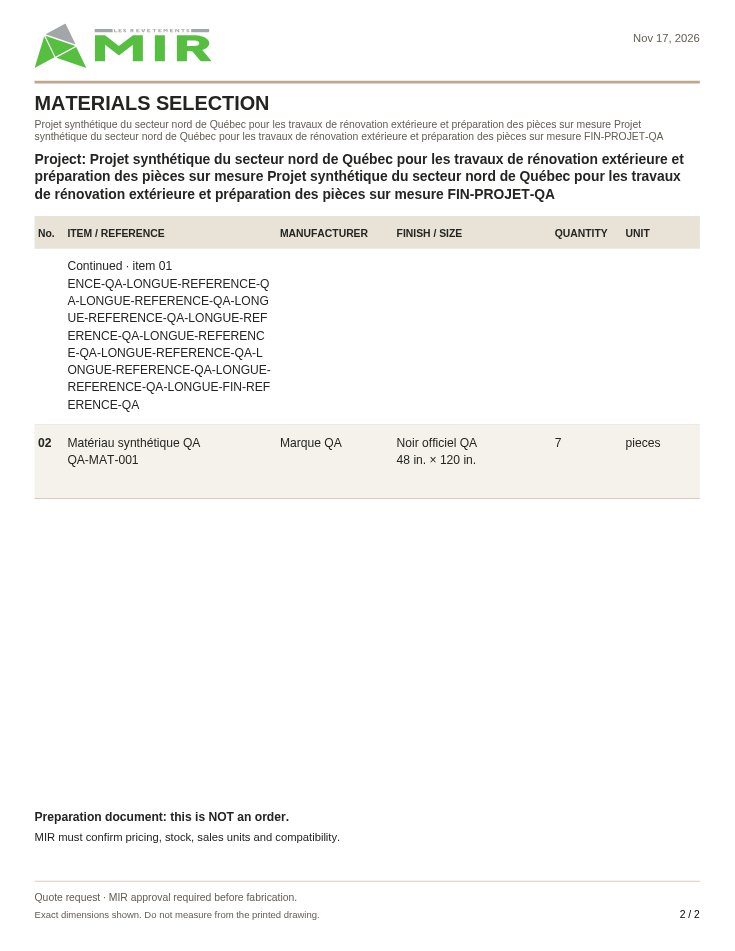 LES REVETEMENTS
MIR
Nov 17, 2026
MATERIALS SELECTION
Projet synthétique du secteur nord de Québec pour les travaux de rénovation extérieure et préparation des pièces sur mesure Projet
synthétique du secteur nord de Québec pour les travaux de rénovation extérieure et préparation des pièces sur mesure FIN-PROJET-QA
Project: Projet synthétique du secteur nord de Québec pour les travaux de rénovation extérieure et
préparation des pièces sur mesure Projet synthétique du secteur nord de Québec pour les travaux
de rénovation extérieure et préparation des pièces sur mesure FIN-PROJET-QA
No. ITEM / REFERENCE MANUFACTURER FINISH / SIZE QUANTITY UNIT
Continued · item 01
ENCE-QA-LONGUE-REFERENCE-Q
A-LONGUE-REFERENCE-QA-LONG
UE-REFERENCE-QA-LONGUE-REF
ERENCE-QA-LONGUE-REFERENC
E-QA-LONGUE-REFERENCE-QA-L
ONGUE-REFERENCE-QA-LONGUE-
REFERENCE-QA-LONGUE-FIN-REF
ERENCE-QA
02 Matériau synthétique QA Marque QA Noir officiel QA 7 pieces
QA-MAT-001 48 in. × 120 in.
Preparation document: this is NOT an order.
MIR must confirm pricing, stock, sales units and compatibility.
Quote request · MIR approval required before fabrication.
Exact dimensions shown. Do not measure from the printed drawing.
2 / 2